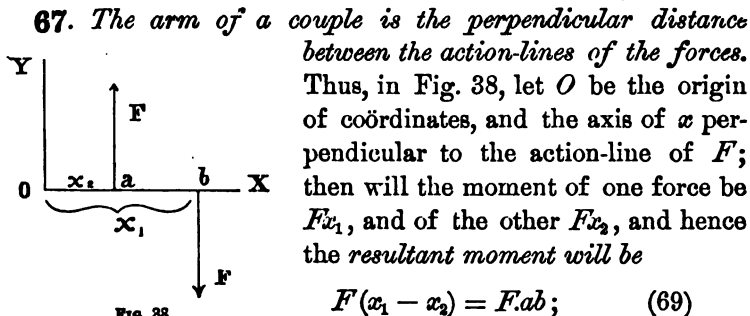 67. The arm of a couple is the perpendicular distance
between the action-lines of the forces.
Thus, in Fig. 38, let O be the origin
of coördinates, and the axis of x per-
pendicular to the action-line of F;
then will the moment of one force be
Fx₁, and of the other Fx₂, and hence
the resultant moment will be
F(x₁ − x₂) = F.ab; (69)
Y
F
O x₂ a b X
x₁
F
Fig. 38